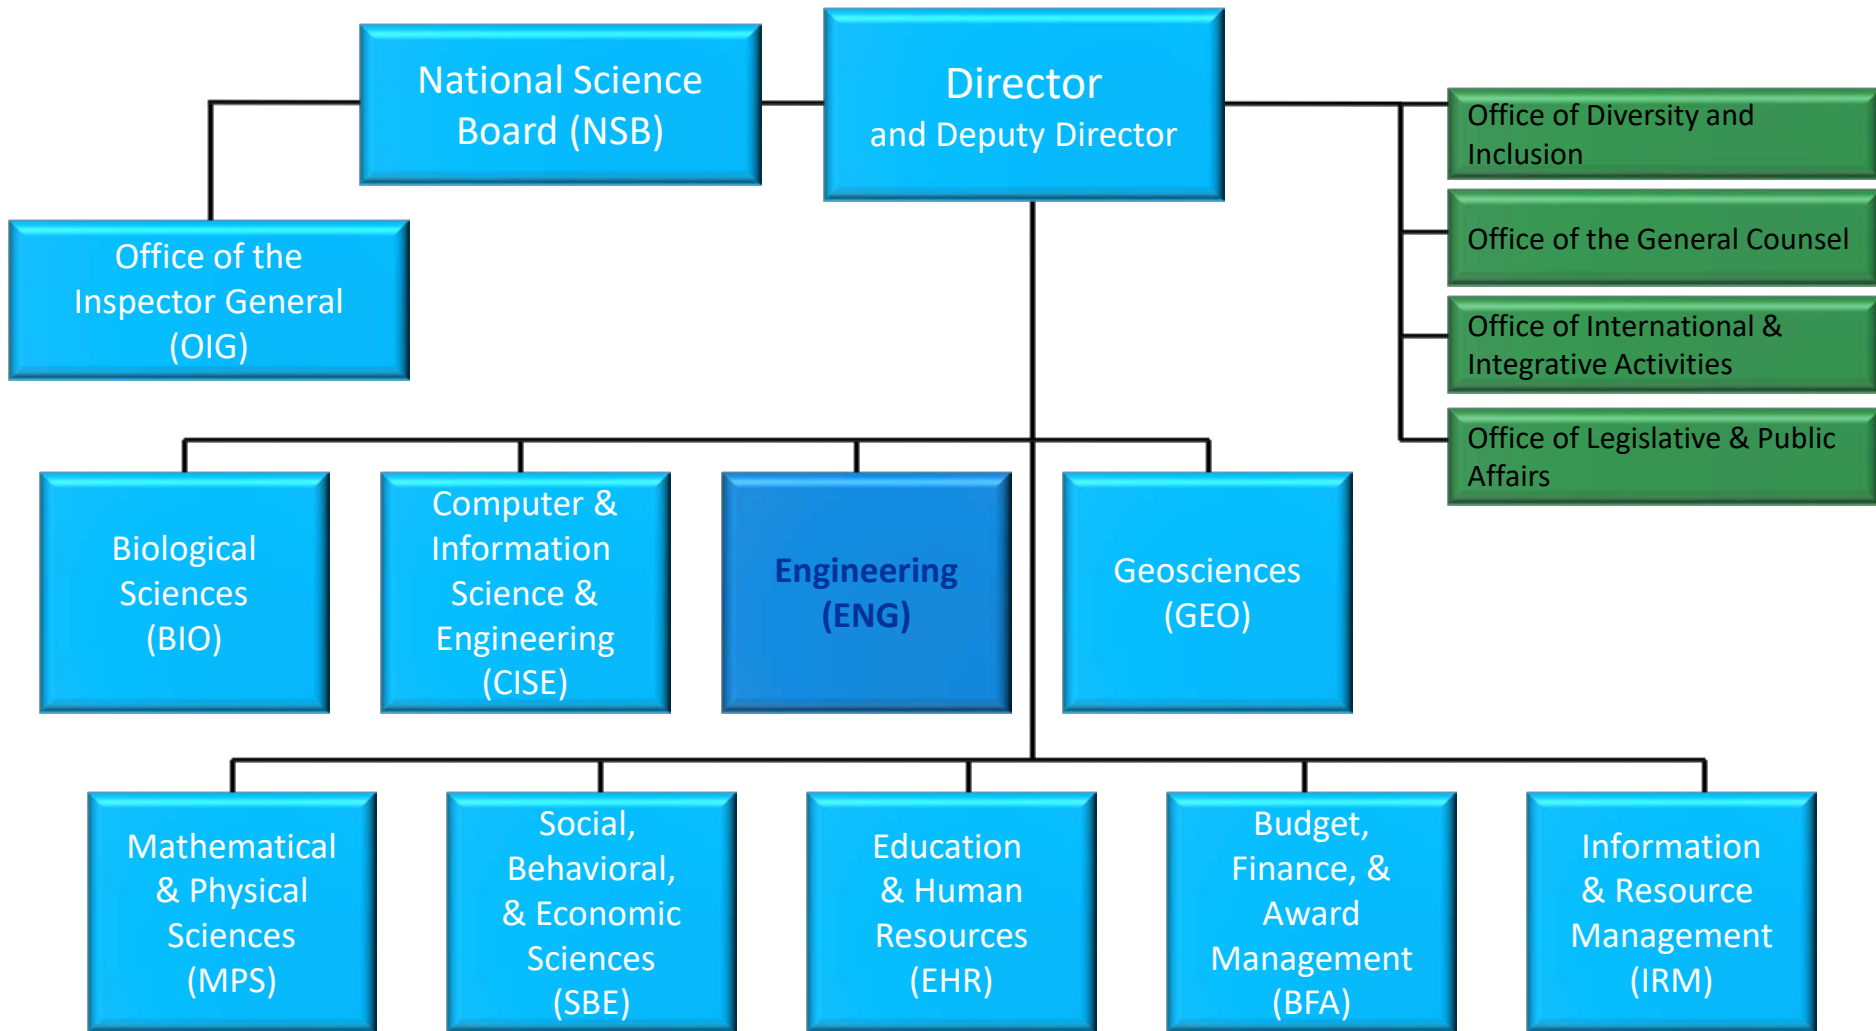 National Science
Board (NSB)
Director
and Deputy Director
Office of Diversity and
Inclusion
Office of the General Counsel
Office of International &
Integrative Activities
Office of Legislative & Public
Affairs
Office of the
Inspector General
(OIG)
Biological
Sciences
(BIO)
Computer &
Information
Science &
Engineering
(CISE)
Engineering
(ENG)
Geosciences
(GEO)
Mathematical
& Physical
Sciences
(MPS)
Social,
Behavioral,
& Economic
Sciences
(SBE)
Education
& Human
Resources
(EHR)
Budget,
Finance, &
Award
Management
(BFA)
Information
& Resource
Management
(IRM)